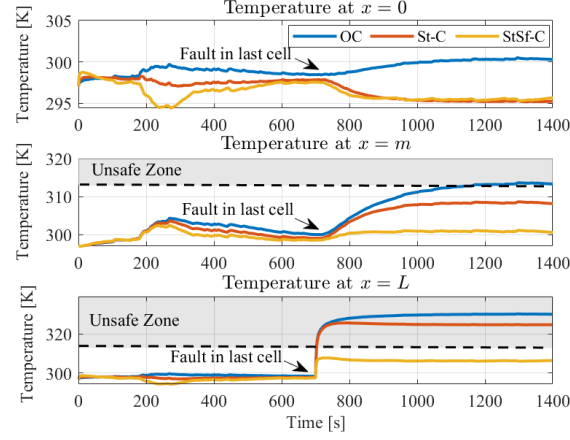 Temperature at x = 0
Temperature [K]
305
300
295
OC St-C StSf-C
Fault in last cell
0 200 400 600 800 1000 1200 1400
Temperature at x = m
Temperature [K]
320
310
300
Unsafe Zone
Fault in last cell
0 200 400 600 800 1000 1200 1400
Temperature at x = L
Temperature [K]
320
300
Unsafe Zone
Fault in last cell
0 200 400 600 800 1000 1200 1400
Time [s]